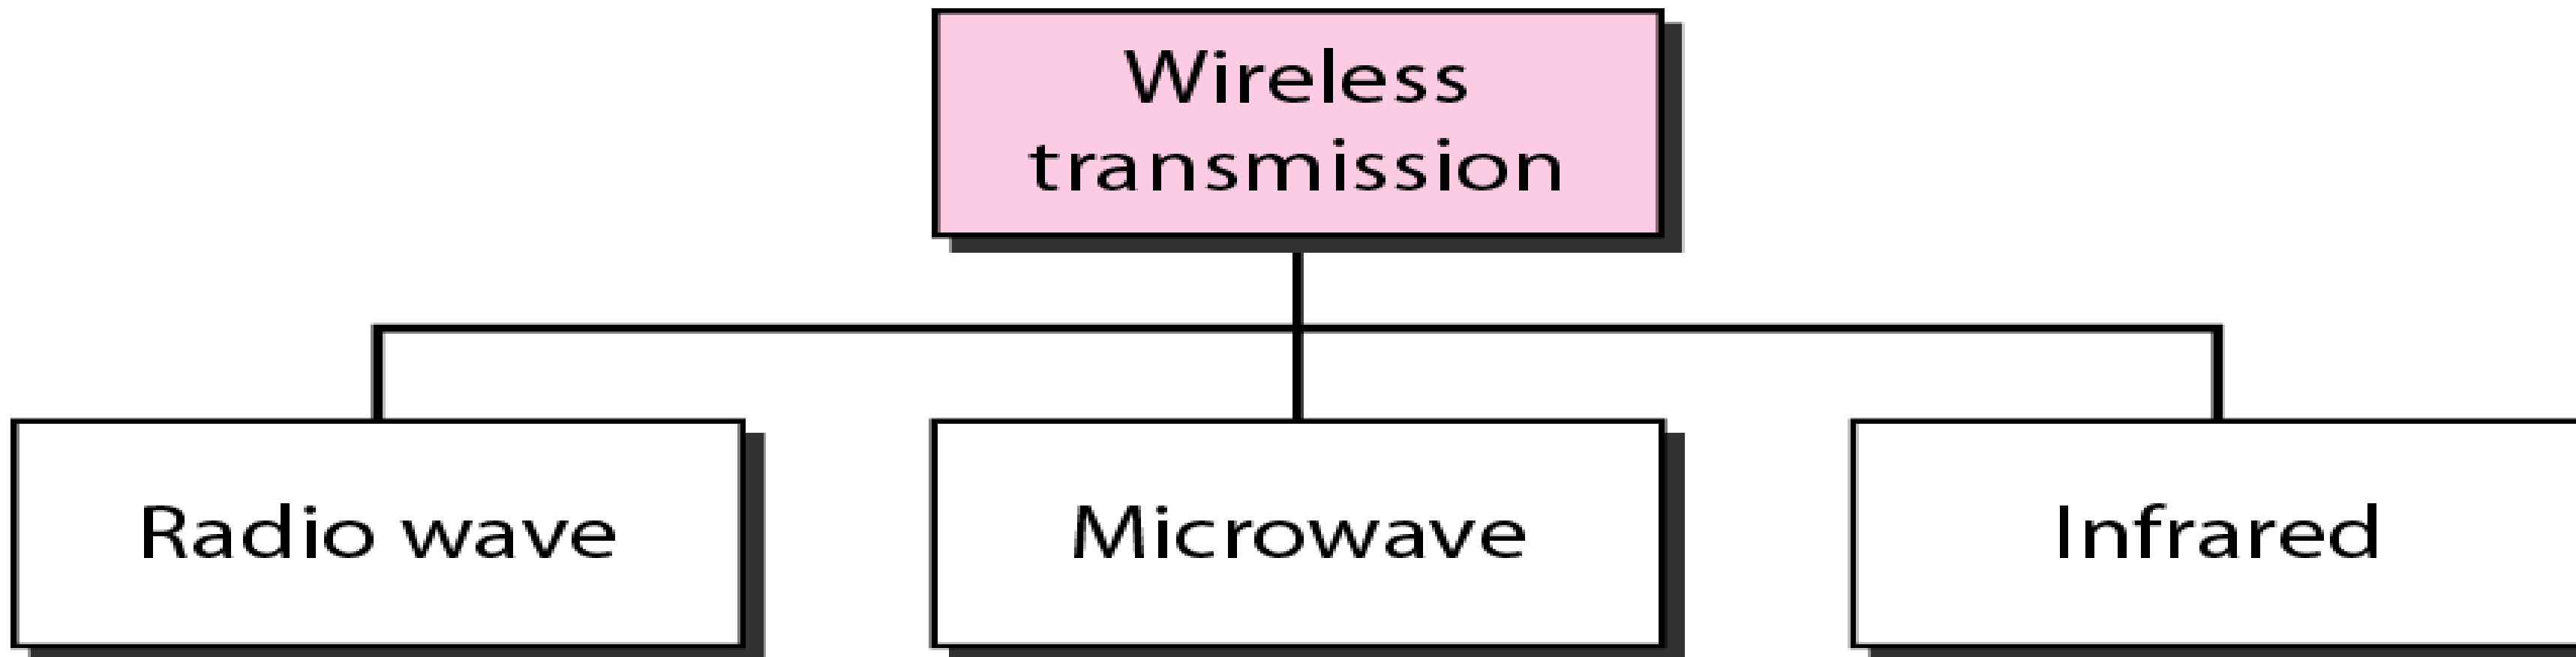 Wireless
transmission
Radio wave
Microwave
Infrared